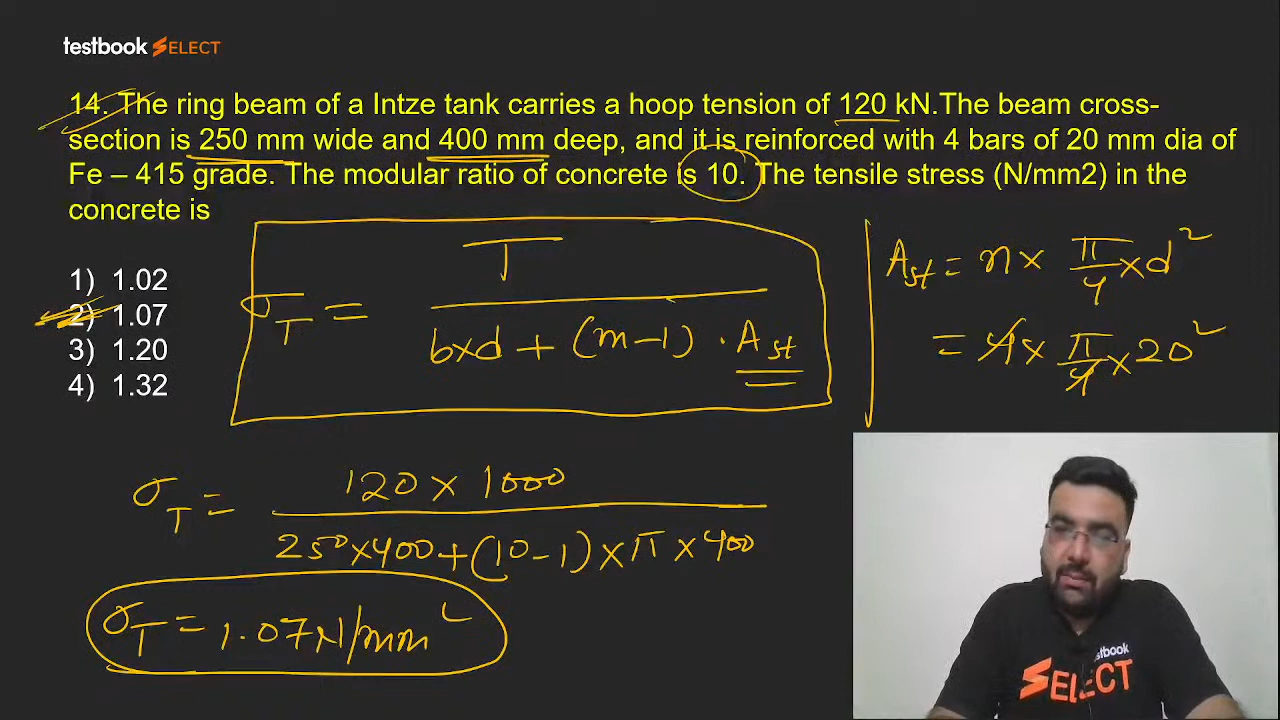 testbook SELECT
14. The ring beam of a Intze tank carries a hoop tension of 120 kN.The beam cross-
section is 250 mm wide and 400 mm deep, and it is reinforced with 4 bars of 20 mm dia of
Fe – 415 grade. The modular ratio of concrete is 10. The tensile stress (N/mm2) in the
concrete is
1) 1.02
2) 1.07
3) 1.20
4) 1.32
σT = T / (b×d + (m-1) · Ast)
Ast = n × π/4 × d²
= 4 × π/4 × 20²
σT = 120 × 1000 / (250×400 + (10-1) × π × 400)
σT = 1.07 N/mm²
testbook
SELECT